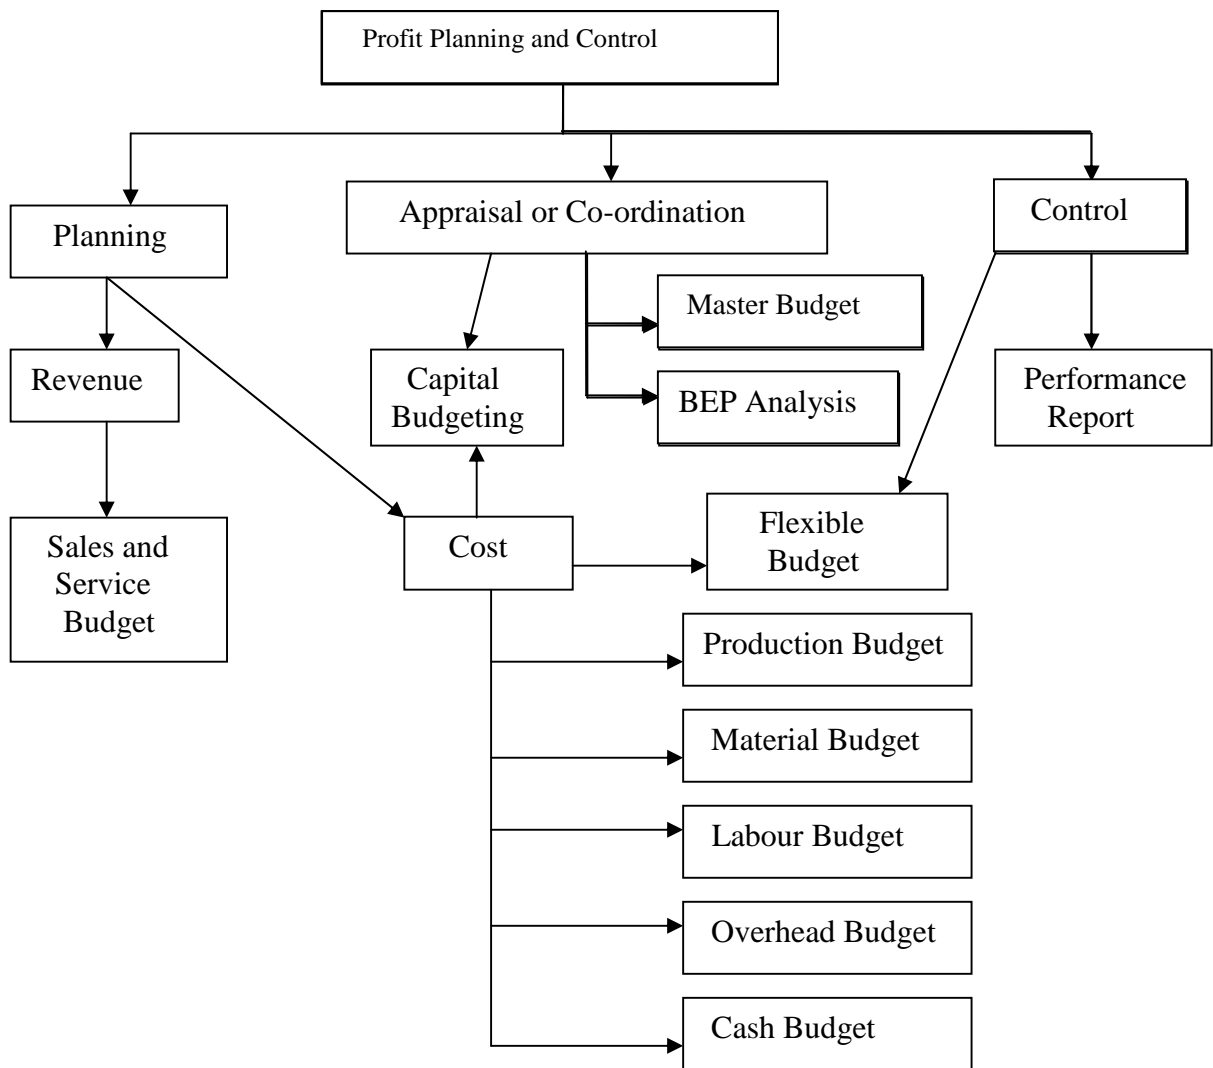 Profit Planning and Control
Appraisal or Co-ordination
Control
Planning
Master Budget
Revenue
Capital
Budgeting
BEP Analysis
Performance
Report
Sales and
Service
Budget
Cost
Flexible
Budget
Production Budget
Material Budget
Labour Budget
Overhead Budget
Cash Budget